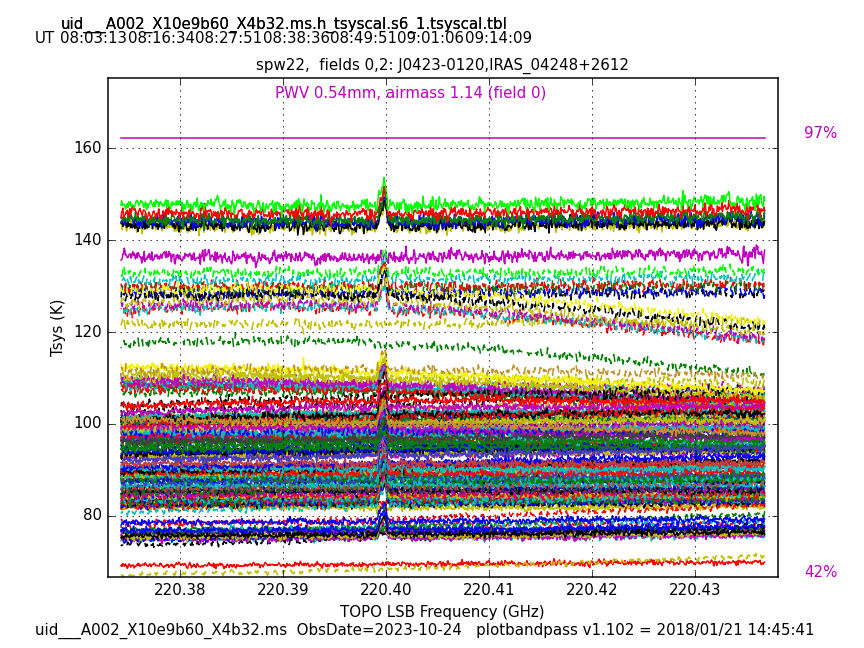 uid___A002_X10e9b60_X4b32.ms.h_tsyscal.s6_1.tsyscal.tbl
UT 08:03:13 08:16:34 08:27:51 08:38:36 08:49:51 09:01:06 09:14:09
spw22, fields 0,2: J0423-0120,IRAS_04248+2612
PWV 0.54mm, airmass 1.14 (field 0)
97%
160
140
120
100
80
Tsys (K)
42%
220.38 220.39 220.40 220.41 220.42 220.43
TOPO LSB Frequency (GHz)
uid___A002_X10e9b60_X4b32.ms ObsDate=2023-10-24 plotbandpass v1.102 = 2018/01/21 14:45:41